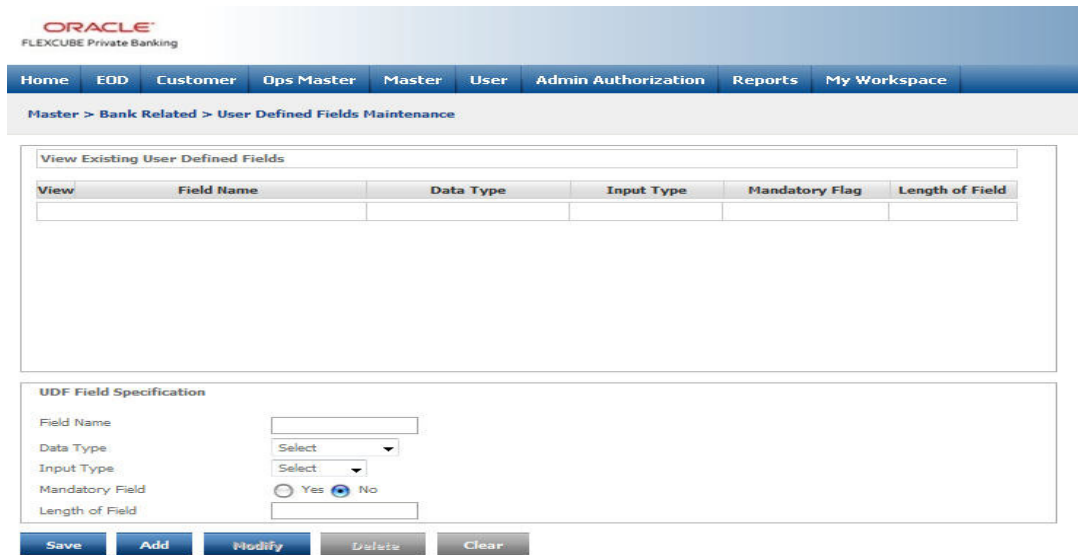 ORACLE
FLEXCUBE Private Banking
Home EOD Customer Ops Master Master User Admin Authorization Reports My Workspace
Master > Bank Related > User Defined Fields Maintenance
View Existing User Defined Fields
View Field Name Data Type Input Type Mandatory Flag Length of Field
UDF Field Specification
Field Name
Data Type Select
Input Type Select
Mandatory Field Yes No
Length of Field
Save Add Modify Delete Clear